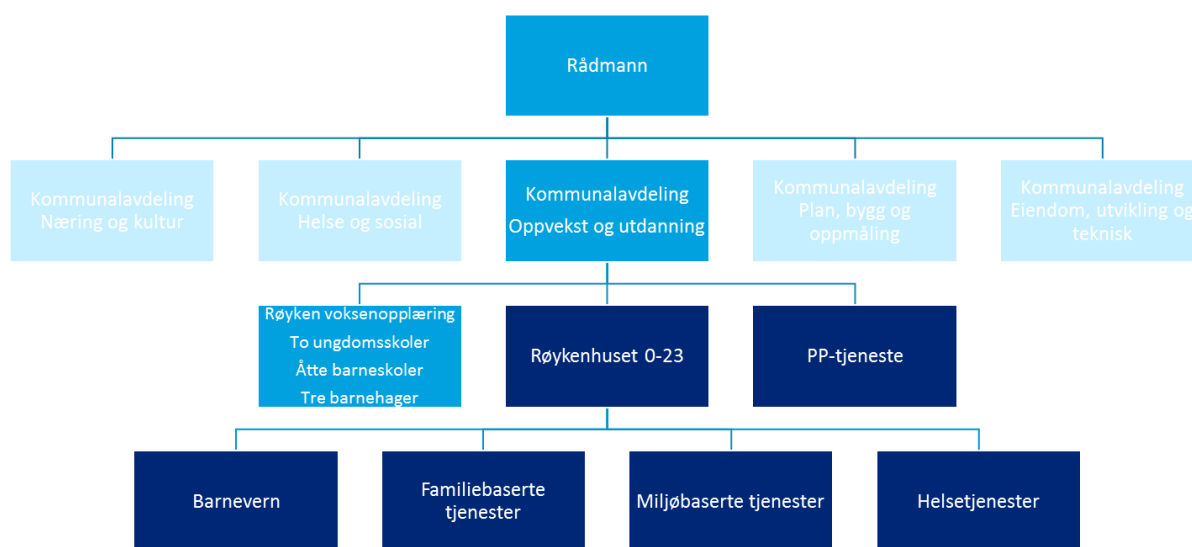 Rådmann
Kommunalavdeling
Næring og kultur
Kommunalavdeling
Helse og sosial
Kommunalavdeling
Oppvekst og utdanning
Kommunalavdeling
Plan, bygg og
oppmåling
Kommunalavdeling
Eiendom, utvikling og
teknisk
Røyken voksenopplæring
To ungdomsskoler
Åtte barneskoler
Tre barnehager
Røykenhuset 0-23
PP-tjeneste
Barnevern
Familiebaserte
tjenester
Miljøbaserte tjenester
Helsetjenester